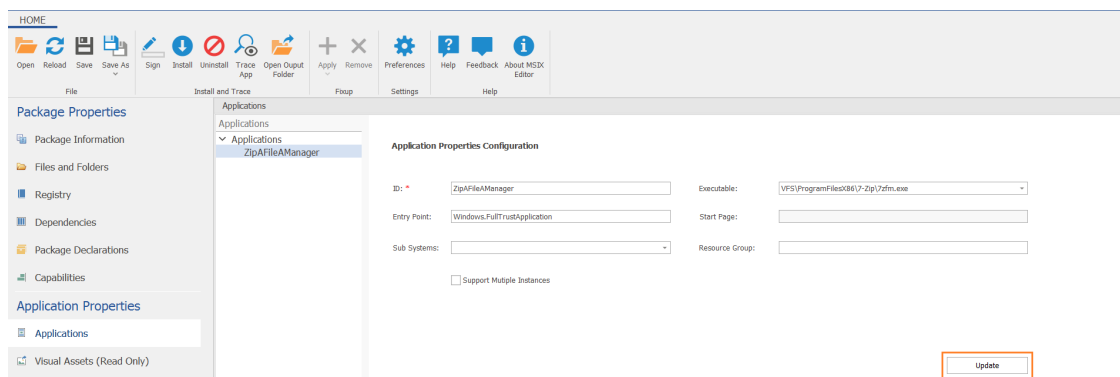 HOME
Open Reload Save Save As Sign Install Uninstall Trace App Open Ouput Folder Apply Remove Preferences Help Feedback About MSIX Editor
File Install and Trace Fixup Settings Help
Package Properties
Package Information
Files and Folders
Registry
Dependencies
Package Declarations
Capabilities
Application Properties
Applications
Visual Assets (Read Only)
Applications
Applications
Applications
ZipAFileAManager
Application Properties Configuration
ID: * ZipAFileAManager Executable: VFS\ProgramFilesX86\7-Zip\7zfm.exe
Entry Point: Windows.FullTrustApplication Start Page:
Sub Systems: Resource Group:
Support Mutiple Instances
Update